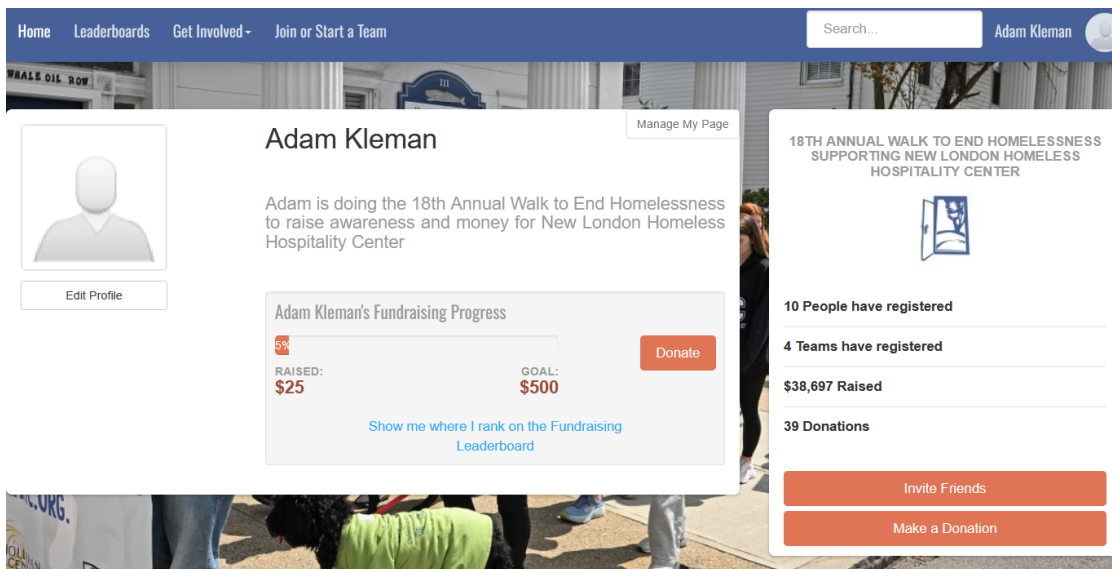 Home Leaderboards Get Involved Join or Start a Team Search... Adam Kleman
WHALE OIL ROW
111
Manage My Page
Adam Kleman
Adam is doing the 18th Annual Walk to End Homelessness
to raise awareness and money for New London Homeless
Hospitality Center
Edit Profile
Adam Kleman's Fundraising Progress
5%
Donate
RAISED: GOAL:
$25 $500
Show me where I rank on the Fundraising
Leaderboard
18TH ANNUAL WALK TO END HOMELESSNESS
SUPPORTING NEW LONDON HOMELESS
HOSPITALITY CENTER
10 People have registered
4 Teams have registered
$38,697 Raised
39 Donations
Invite Friends
Make a Donation
.ORG.